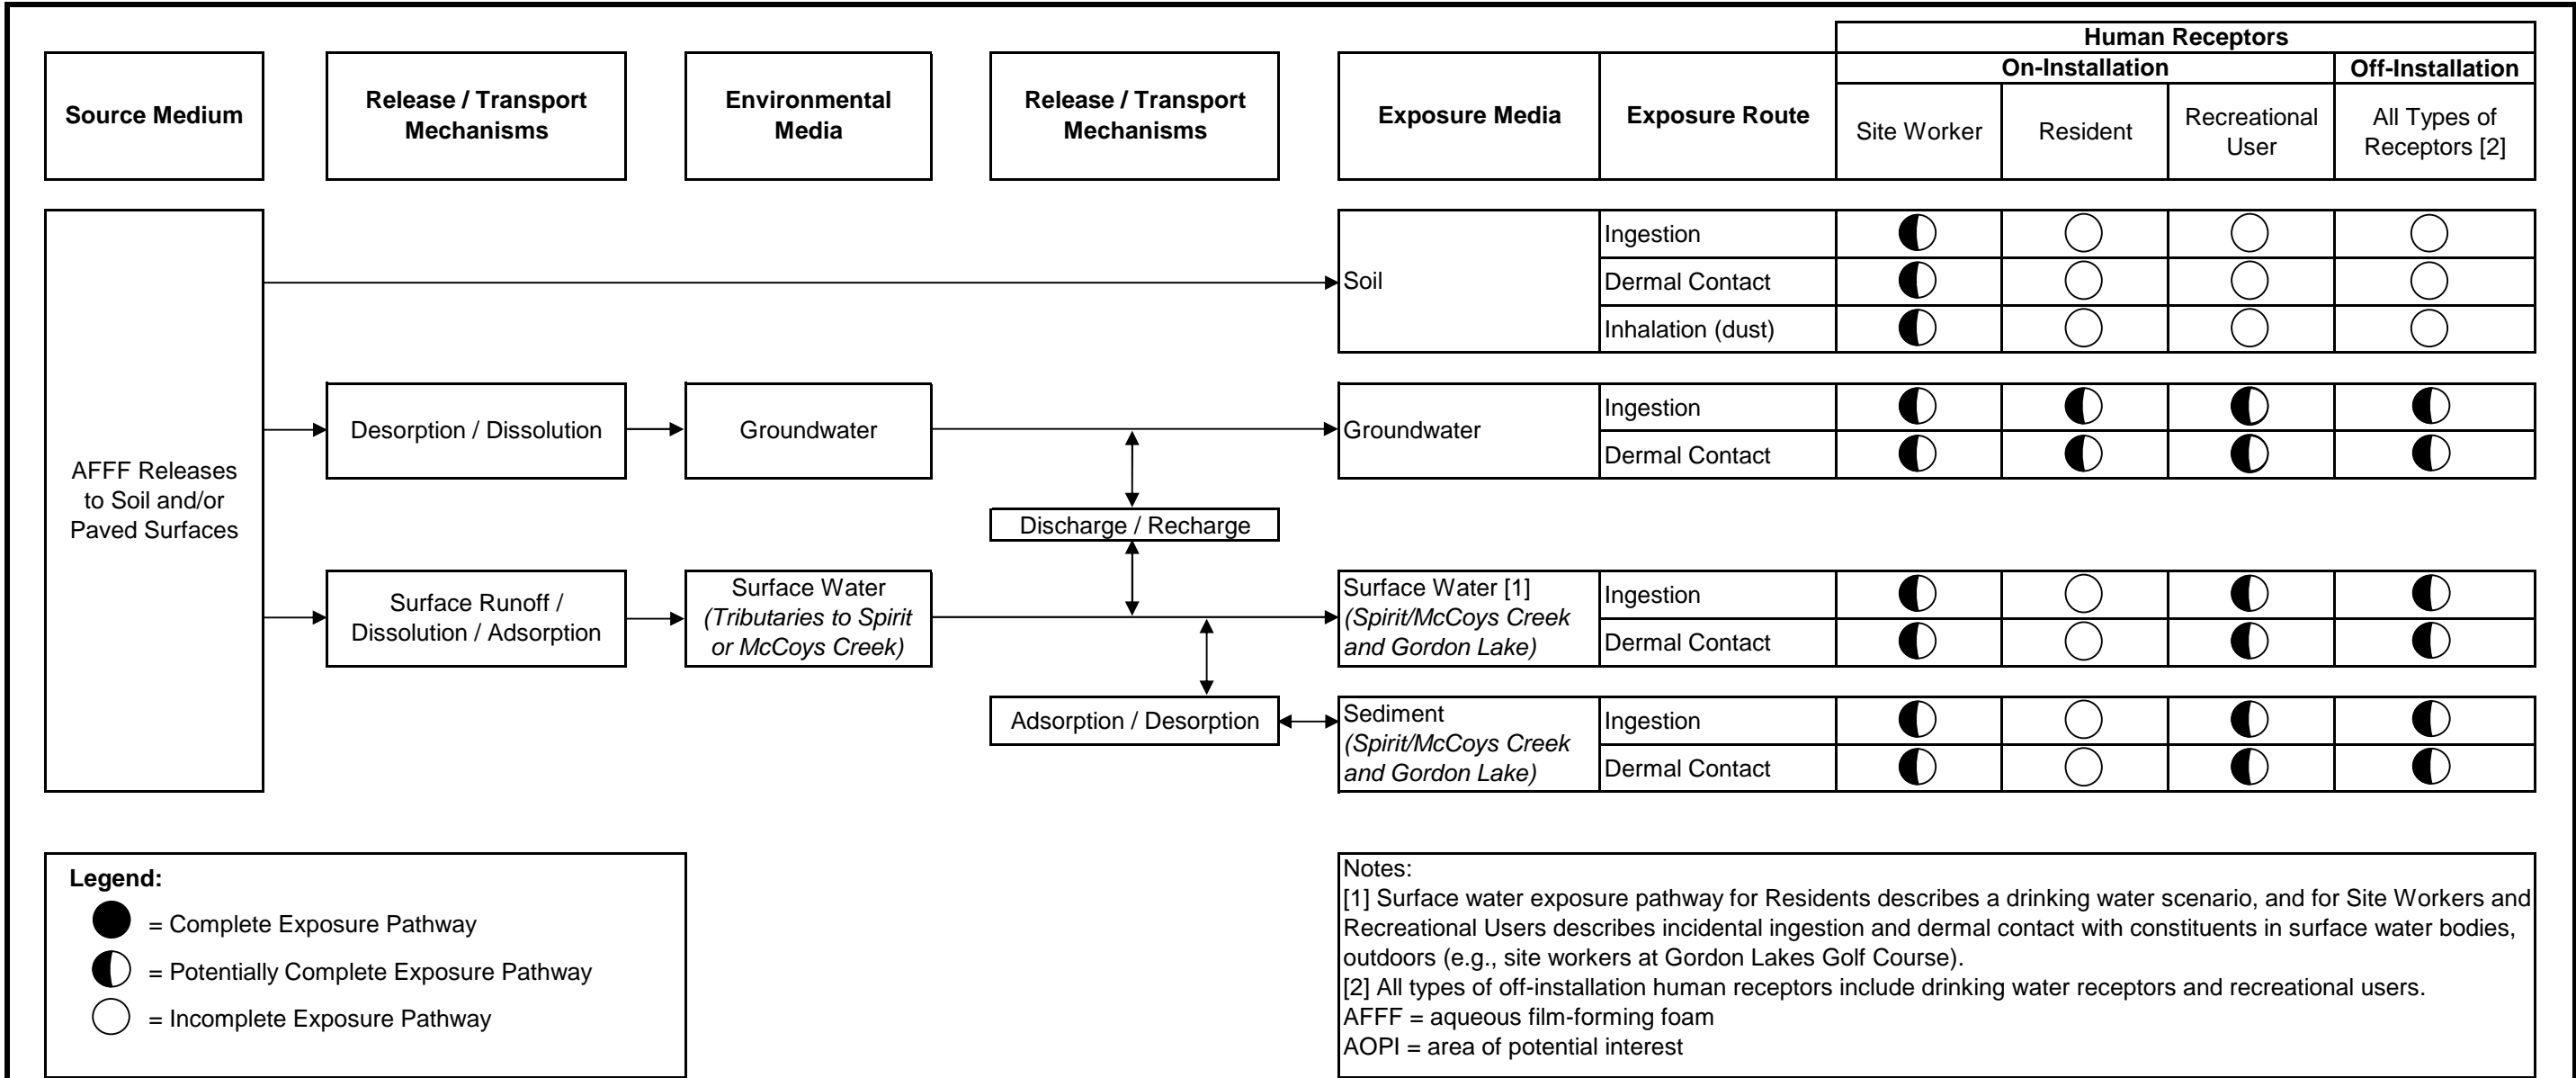 Human Receptors
On-Installation
Off-Installation
Source Medium
Release / Transport
Mechanisms
Environmental
Media
Release / Transport
Mechanisms
Exposure Media
Exposure Route
Site Worker
Resident
Recreational
User
All Types of
Receptors [2]
AFFF Releases
to Soil and/or
Paved Surfaces
Soil
Ingestion
Dermal Contact
Inhalation (dust)
Desorption / Dissolution
Groundwater
Groundwater
Ingestion
Dermal Contact
Discharge / Recharge
Surface Runoff /
Dissolution / Adsorption
Surface Water
(Tributaries to Spirit
or McCoys Creek)
Surface Water [1]
(Spirit/McCoys Creek
and Gordon Lake)
Ingestion
Dermal Contact
Adsorption / Desorption
Sediment
(Spirit/McCoys Creek
and Gordon Lake)
Ingestion
Dermal Contact
Legend:
= Complete Exposure Pathway
= Potentially Complete Exposure Pathway
= Incomplete Exposure Pathway
Notes:
[1] Surface water exposure pathway for Residents describes a drinking water scenario, and for Site Workers and
Recreational Users describes incidental ingestion and dermal contact with constituents in surface water bodies,
outdoors (e.g., site workers at Gordon Lakes Golf Course).
[2] All types of off-installation human receptors include drinking water receptors and recreational users.
AFFF = aqueous film-forming foam
AOPI = area of potential interest